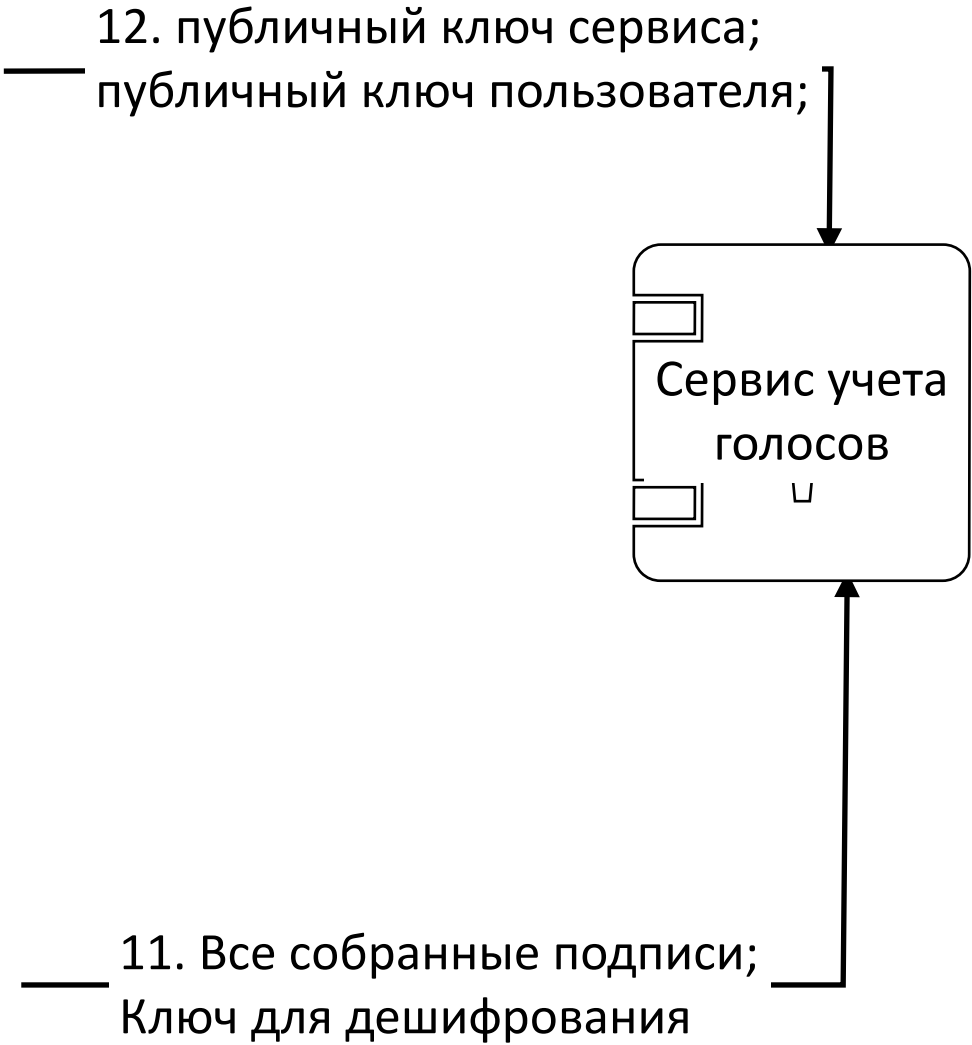 12. публичный ключ сервиса;
публичный ключ пользователя;
Сервис учета
голосов
11. Все собранные подписи;
Ключ для дешифрования